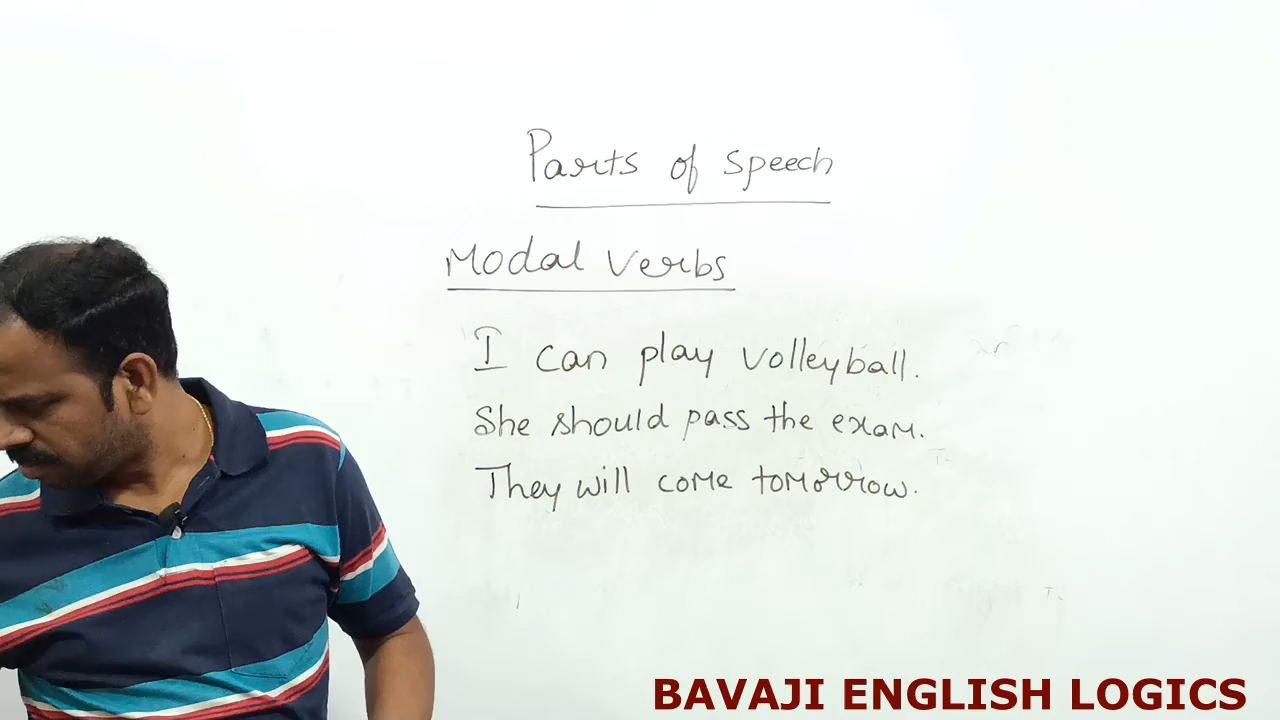 Parts of speech
Modal verbs
I can play volleyball.
She should pass the exam.
They will come tomorrow.
BAVAJI ENGLISH LOGICS